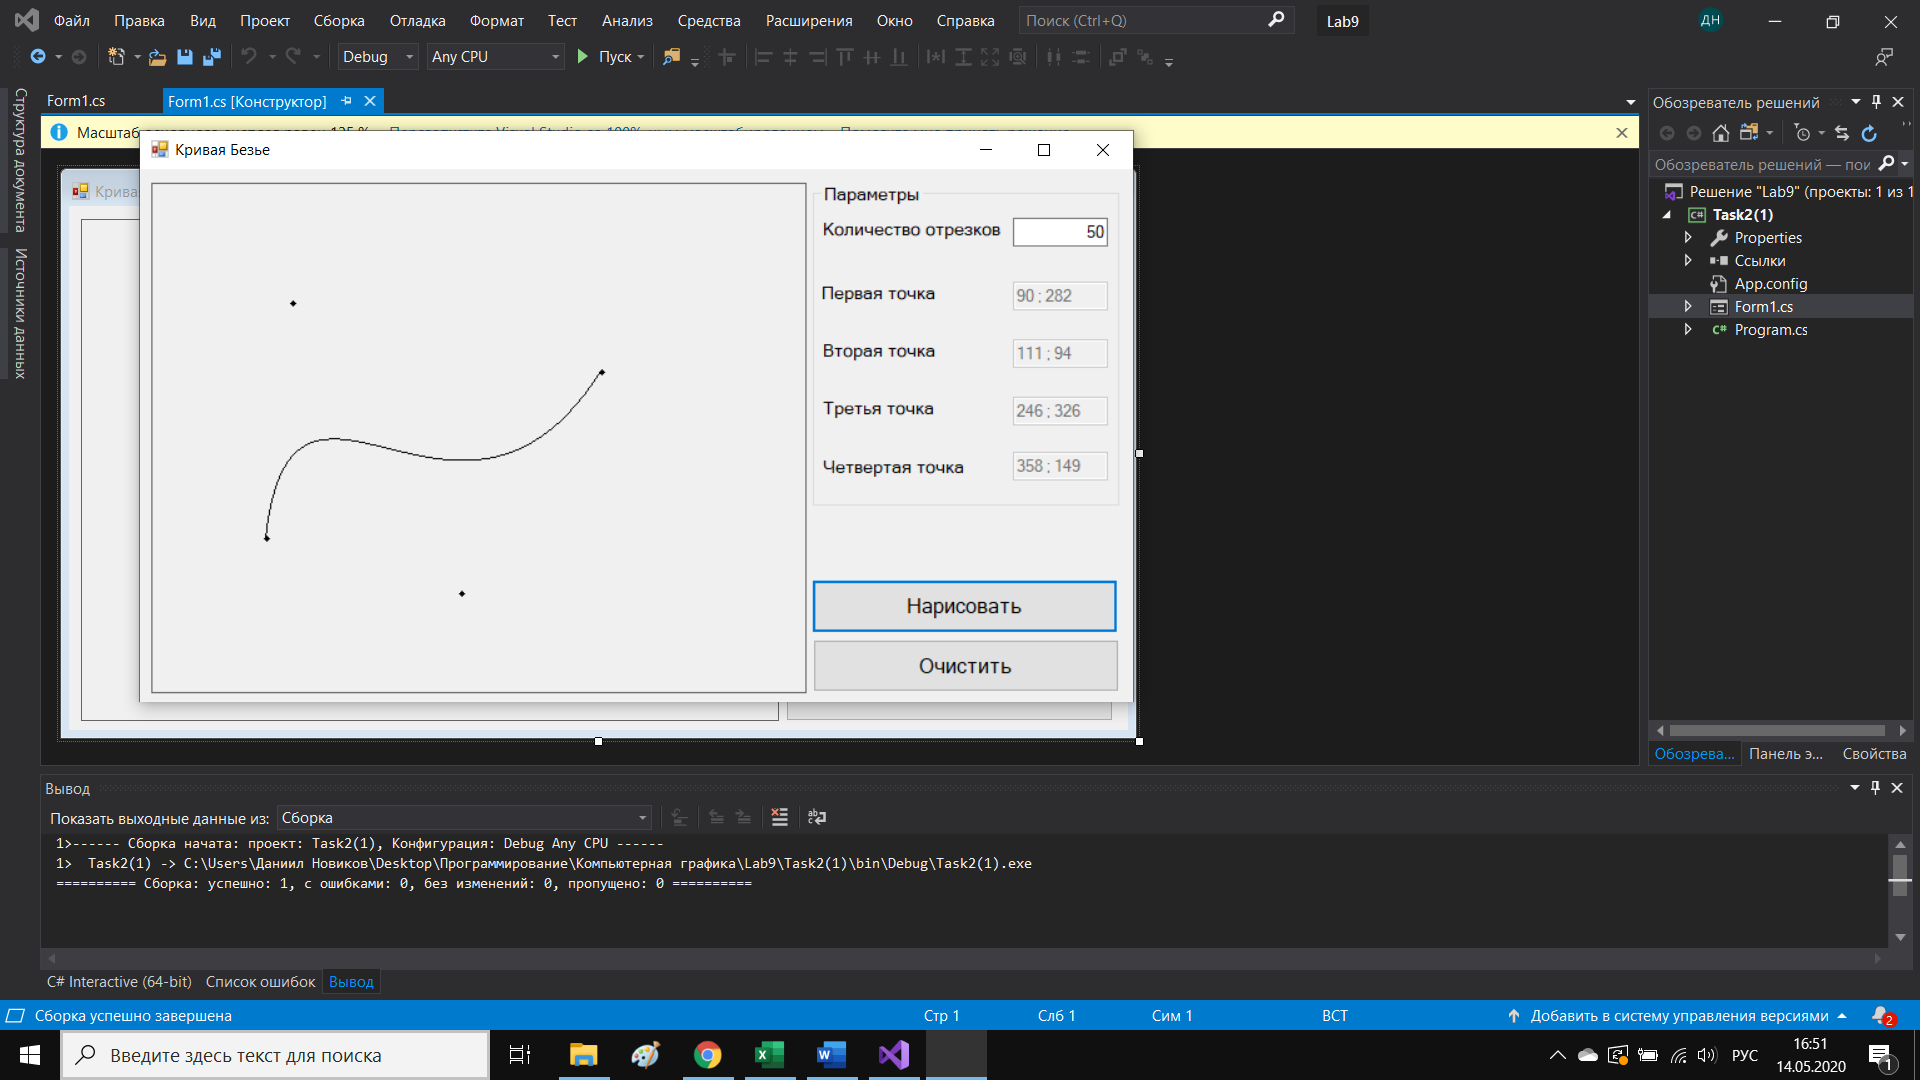 Файл Правка Вид Проект Сборка Отладка Формат Тест Анализ Средства Расширения Окно Справка Поиск (Ctrl+Q) Lab9 ДН
Debug Any CPU Пуск
Структура документа
Источники данных
Form1.cs Form1.cs [Конструктор]
Кривая Безье
Параметры
Количество отрезков 50
Первая точка 90 ; 282
Вторая точка 111 ; 94
Третья точка 246 ; 326
Четвертая точка 358 ; 149
Нарисовать
Очистить
Обозреватель решений
Обозреватель решений — пои
Решение "Lab9" (проекты: 1 из 1
Task2(1)
Properties
Ссылки
App.config
Form1.cs
Program.cs
Обозрева... Панель э... Свойства
Вывод
Показать выходные данные из: Сборка
1>------ Сборка начата: проект: Task2(1), Конфигурация: Debug Any CPU ------
1> Task2(1) -> C:\Users\Даниил Новиков\Desktop\Программирование\Компьютерная графика\Lab9\Task2(1)\bin\Debug\Task2(1).exe
========== Сборка: успешно: 1, с ошибками: 0, без изменений: 0, пропущено: 0 ==========
C# Interactive (64-bit) Список ошибок Вывод
Сборка успешно завершена Стр 1 Слб 1 Сим 1 ВСТ Добавить в систему управления версиями 2
Введите здесь текст для поиска РУС 16:51
14.05.2020 1